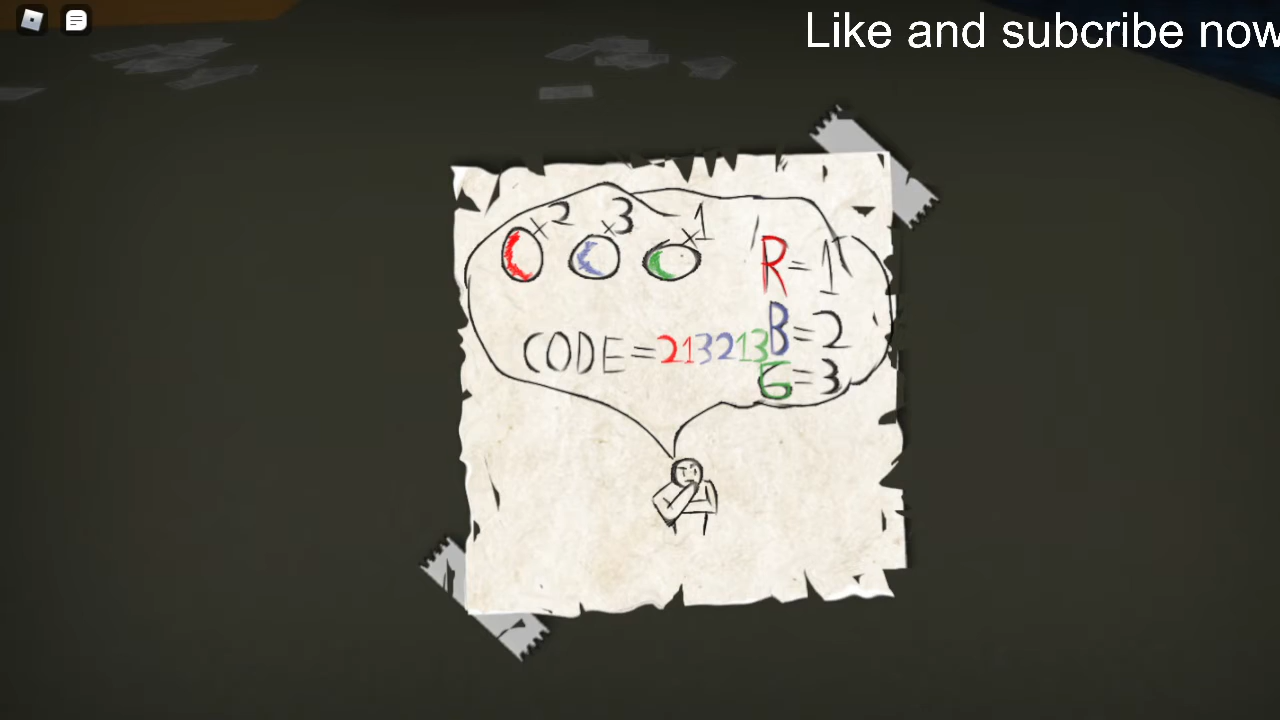 Like and subcribe now
×2 ×3 ×1
R=1
CODE=213213
B=2
G=3